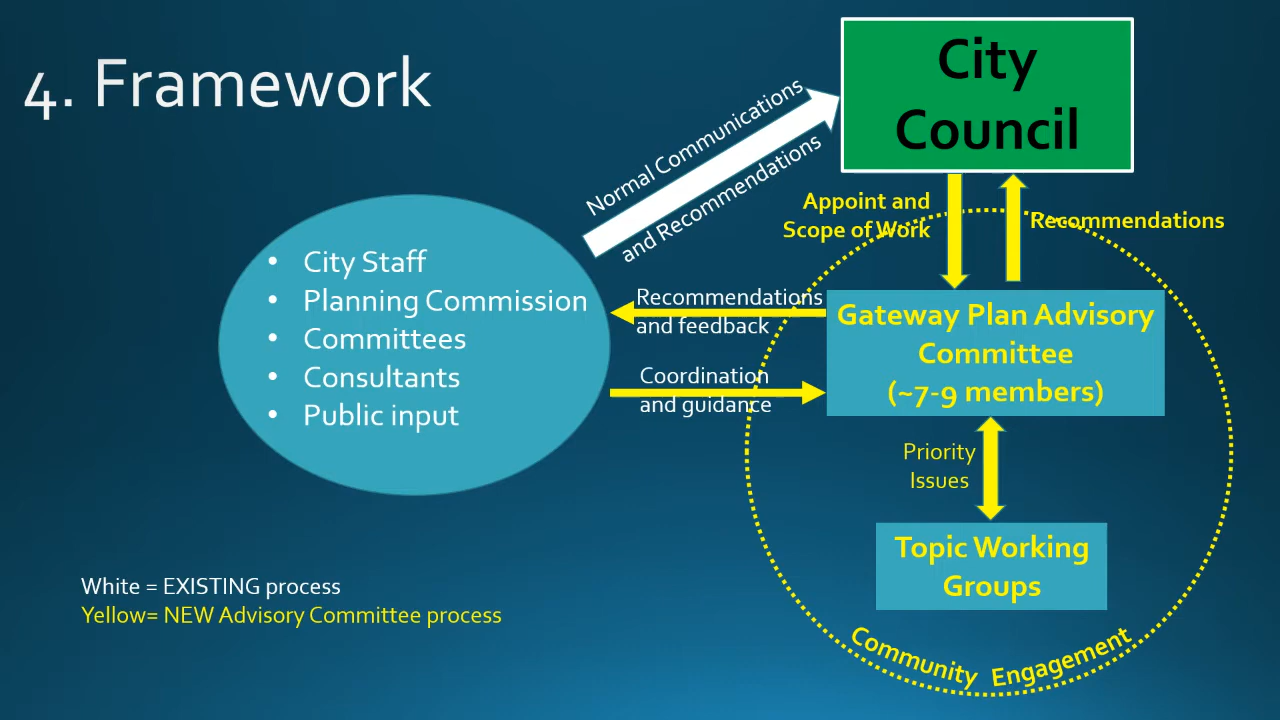 4. Framework
City
Council
Normal Communications
and Recommendations
Appoint and
Scope of Work
Recommendations
• City Staff
• Planning Commission
• Committees
• Consultants
• Public input
Recommendations
and feedback
Coordination
and guidance
Gateway Plan Advisory
Committee
(~7-9 members)
Priority
Issues
Topic Working
Groups
Community Engagement
White = EXISTING process
Yellow= NEW Advisory Committee process